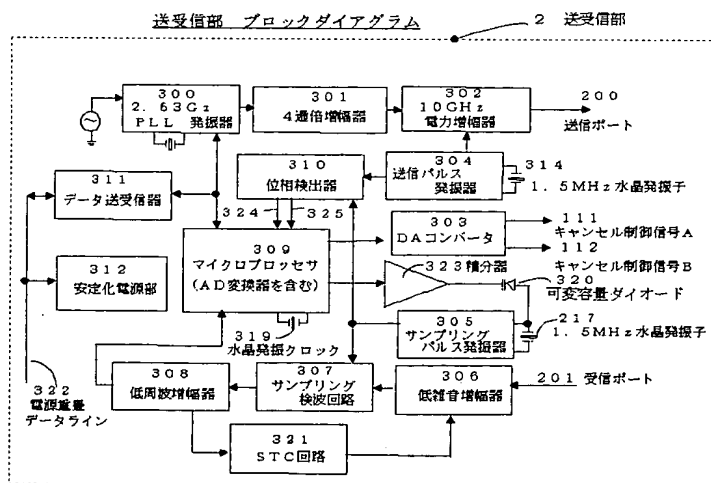 送受信部　ブロックダイアグラム
2　送受信部
300
2．63Gz
PLL　発振器
301
4逓倍増幅器
302
10GHz
電力増幅器
200
送信ポート
310
位相検出器
304
送信パルス
発振器
314
1．5MHz水晶発振子
311
データ送受信器
324
325
303
DAコンバータ
111
キャンセル制御信号A
112
キャンセル制御信号B
309
マイクロプロセッサ
（AD変換器を含む）
323積分器
320
可変容量ダイオード
312
安定化電源部
319
水晶発振クロック
305
サンプリング
パルス発振器
217
1．5MHz水晶発振子
308
低周波増幅器
307
サンプリング
検波回路
306
低雑音増幅器
201　受信ポート
322
電源重畳
データライン
321
STC回路